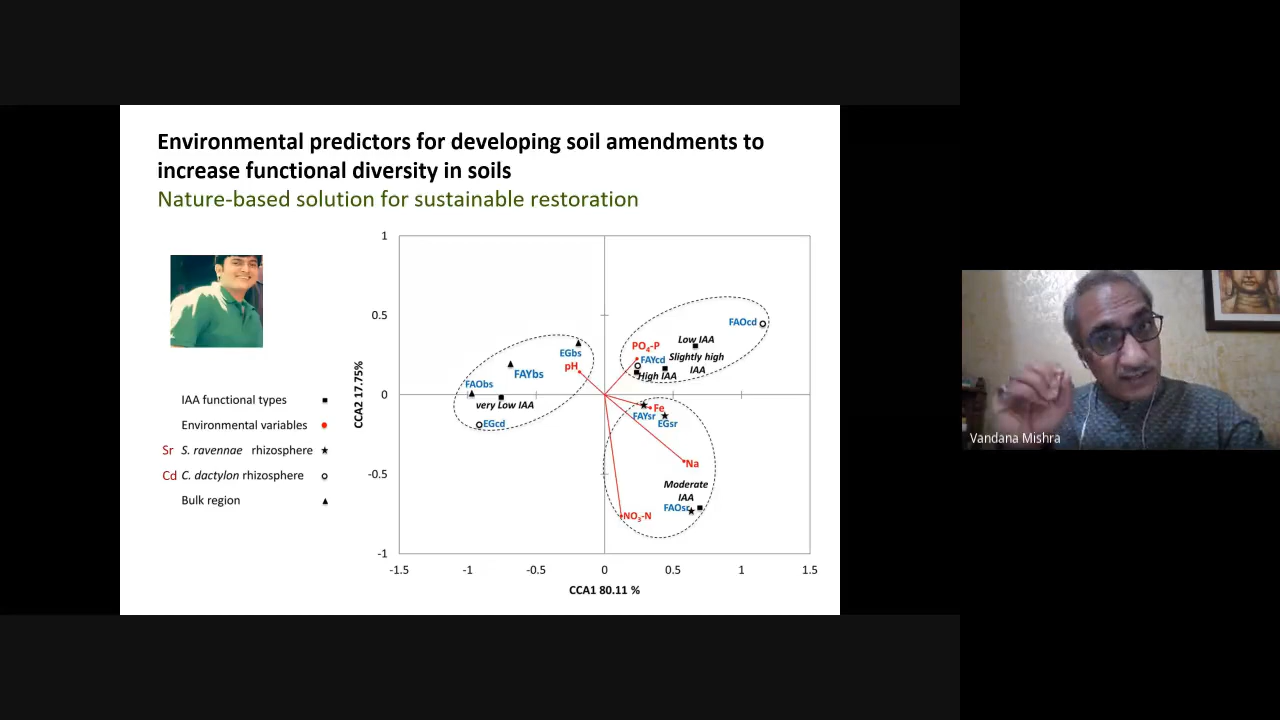 Environmental predictors for developing soil amendments to
increase functional diversity in soils
Nature-based solution for sustainable restoration
IAA functional types
Environmental variables
Sr S. ravennae rhizosphere
Cd C. dactylon rhizosphere
Bulk region
CCA2 17.75%
1
0.5
0
-0.5
-1
-1.5 -1 -0.5 0 0.5 1 1.5
CCA1 80.11 %
EGbs
pH
FAYbs
FAObs
very Low IAA
EGcd
FAOcd
Low IAA
PO4-P
FAYcd
Slightly high
IAA
High IAA
Fe
FAYsr
EGsr
Na
Moderate
IAA
FAOsr
NO3-N
Vandana Mishra